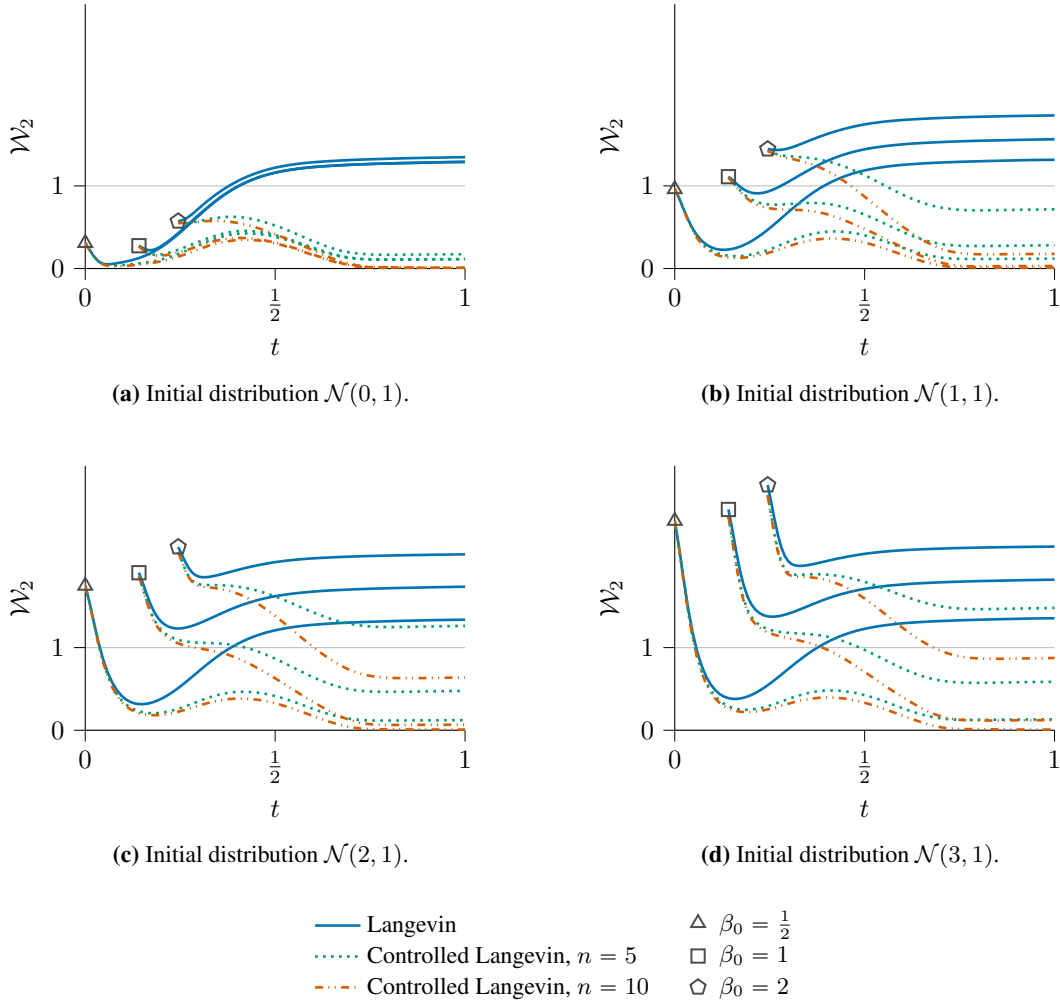 W₂
1
0
0
1/2
1
t
(a) Initial distribution N(0, 1).
W₂
1
0
0
1/2
1
t
(b) Initial distribution N(1, 1).
W₂
1
0
0
1/2
1
t
(c) Initial distribution N(2, 1).
W₂
1
0
0
1/2
1
t
(d) Initial distribution N(3, 1).
Langevin
Controlled Langevin, n = 5
Controlled Langevin, n = 10
β₀ = 1/2
β₀ = 1
β₀ = 2